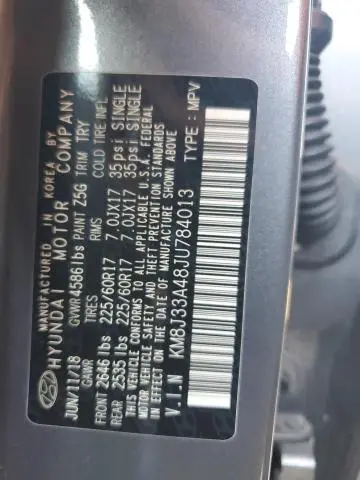 MANUFACTURED IN KOREA BY
HYUNDAI MOTOR COMPANY
JUN/11/18 GVWR4586lbs PAINT Z5G TRIM TRY
GAWR TIRES RIMS COLD TIRE INFL
FRONT 2646 lbs 225/60R17 7.0JX17 35psi SINGLE
REAR 2535 lbs 225/60R17 7.0JX17 35psi SINGLE
THIS VEHICLE CONFORMS TO ALL APPLICABLE U.S.A. FEDERAL
MOTOR VEHICLE SAFETY, BUMPER, AND THEFT PREVENTION STANDARDS
IN EFFECT ON THE DATE OF MANUFACTURE SHOWN ABOVE.
V.I.N KM8J33A48JU784013 TYPE : MPV